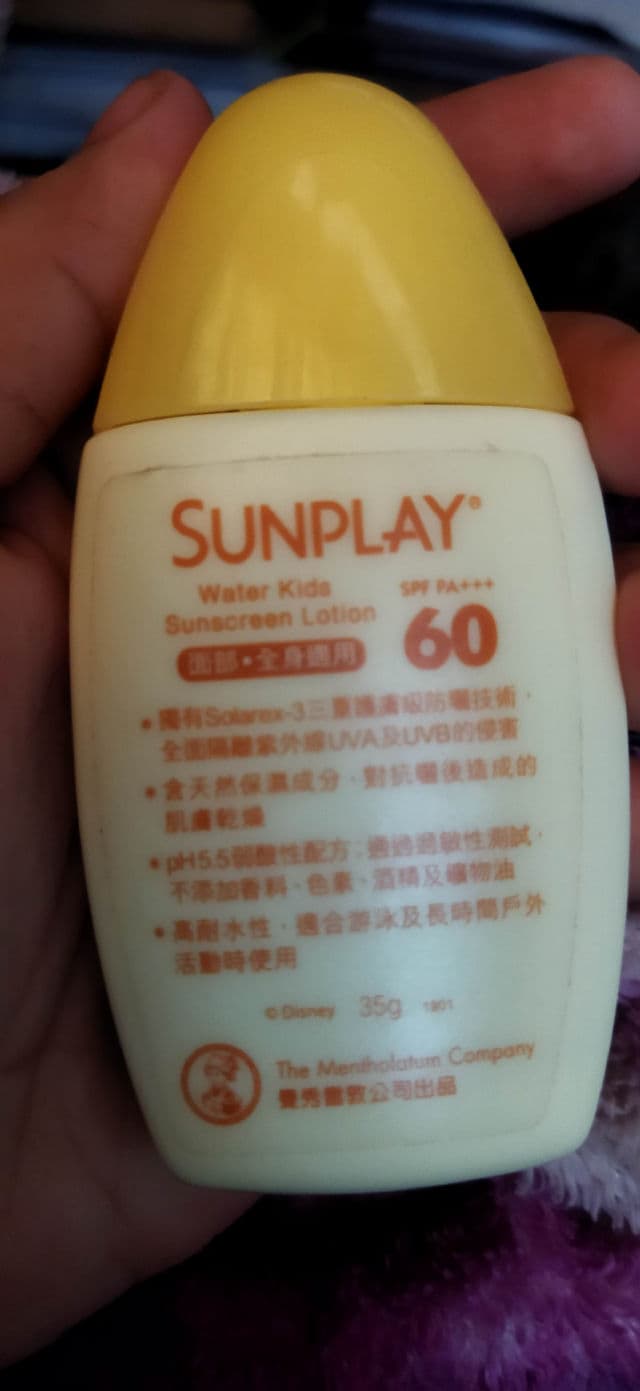 SUNPLAY®
Water Kids
Sunscreen Lotion
SPF PA+++
60
面部•全身適用
• 獨有Solarex-3三重護膚級防曬技術，
全面隔離紫外線UVA及UVB的侵害
• 含天然保濕成分，對抗曬後造成的
肌膚乾燥
• pH5.5弱酸性配方；通過過敏性測試，
不添加香料、色素、酒精及礦物油
• 高耐水性，適合游泳及長時間戶外
活動時使用
© Disney 35g 1901
The Mentholatum Company
曼秀雷敦公司出品